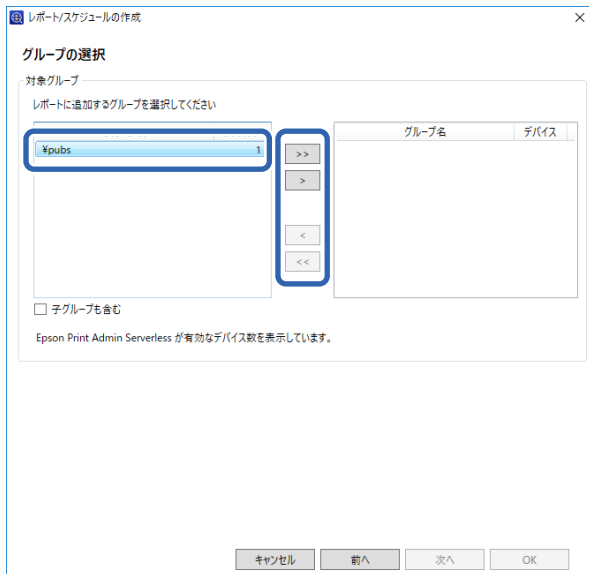 レポート/スケジュールの作成
グループの選択
対象グループ
レポートに追加するグループを選択してください
グループ名 デバイス
¥pubs 1
>>
>
<
<<
子グループも含む
Epson Print Admin Serverless が有効なデバイス数を表示しています。
キャンセル 前へ 次へ OK